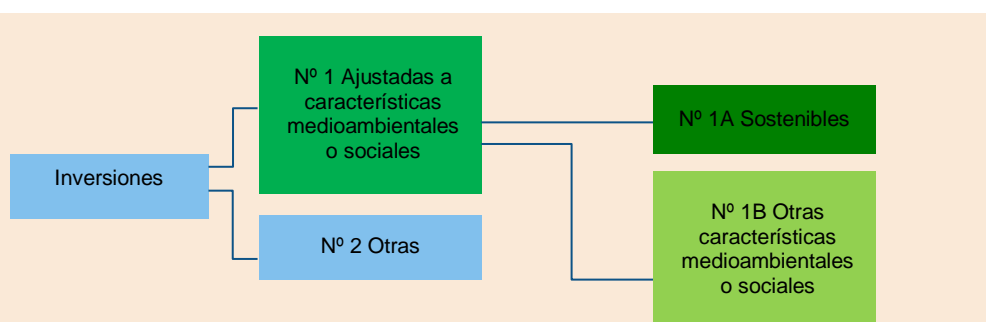 Inversiones
Nº 1 Ajustadas a
características
medioambientales
o sociales
Nº 2 Otras
Nº 1A Sostenibles
Nº 1B Otras
características
medioambientales
o sociales